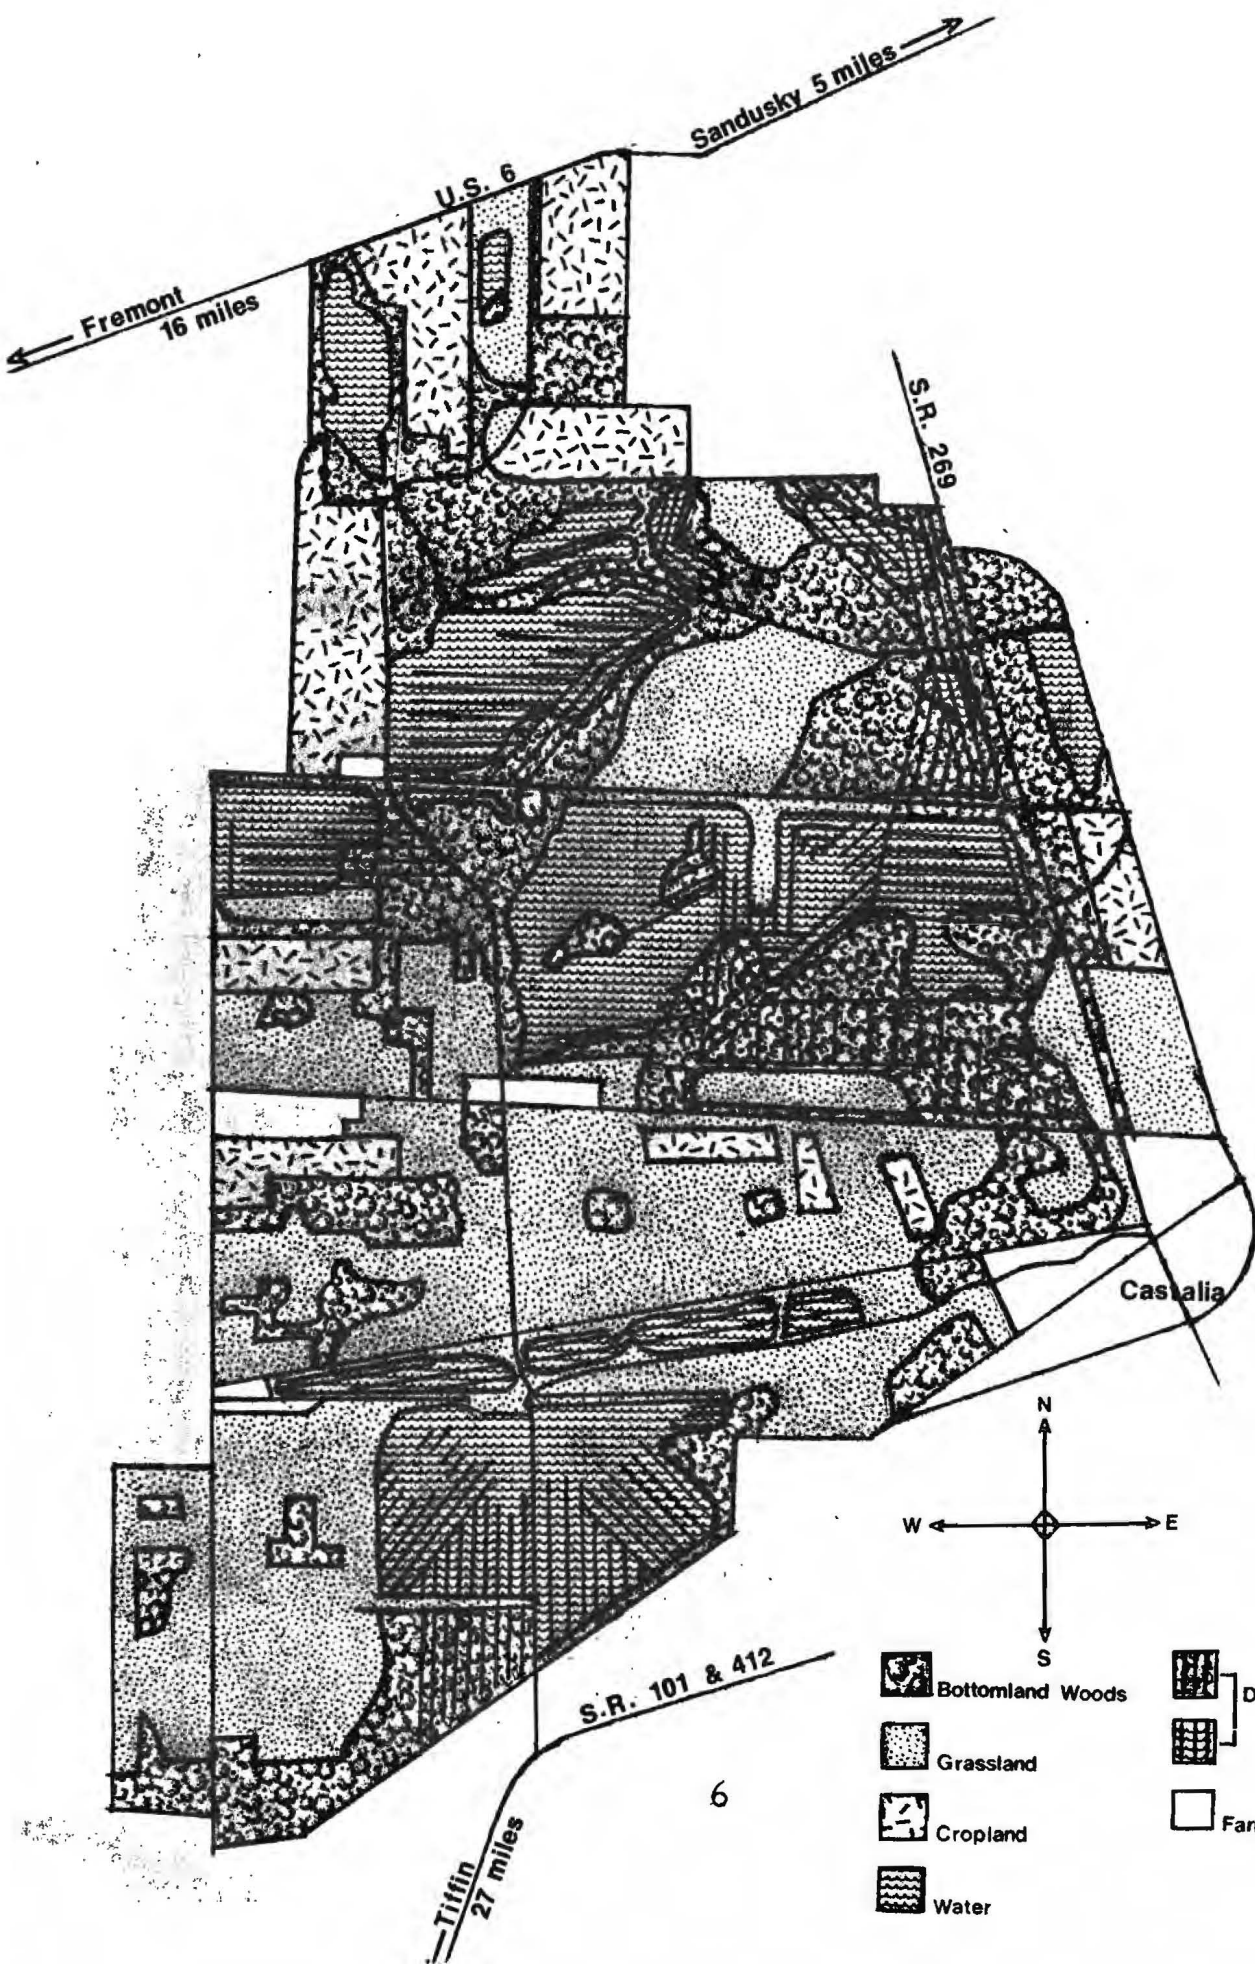 Sandusky 5 miles
U.S. 6
Fremont
16 miles
S.R. 269
Castalia
N
W
E
S
S.R. 101 & 412
Bottomland Woods
D
Grassland
6
Cropland
Far
Water
Tiffin
27 miles